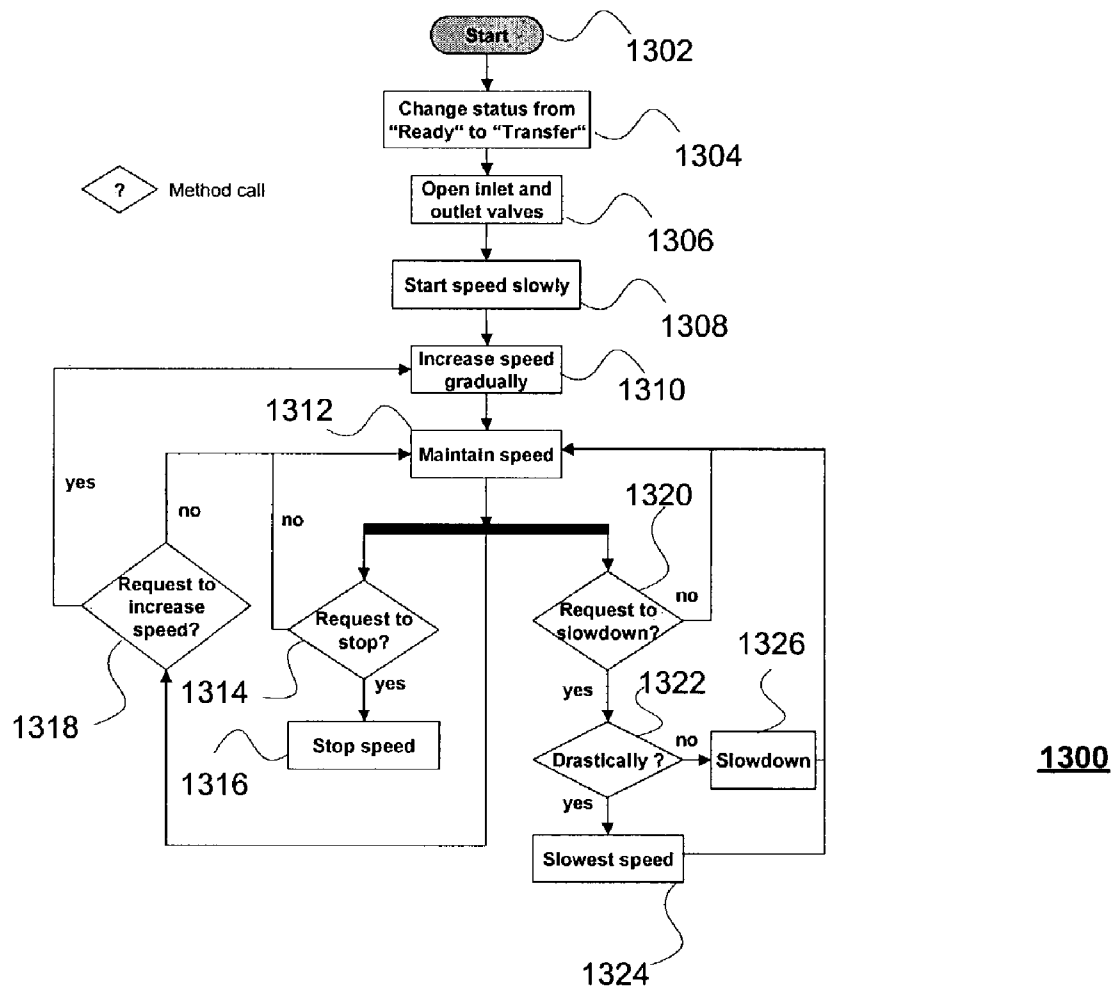 Start
1302
Change status from
“Ready“ to “Transfer“
1304
?
Method call
Open inlet and
outlet valves
1306
Start speed slowly
1308
Increase speed
gradually
1310
1312
Maintain speed
yes
no
no
1320
Request to
increase
speed?
Request to
stop?
Request to
slowdown?
no
1326
1318
1314
yes
yes
1322
Stop speed
1316
Drastically ?
no
Slowdown
1300
yes
Slowest speed
1324